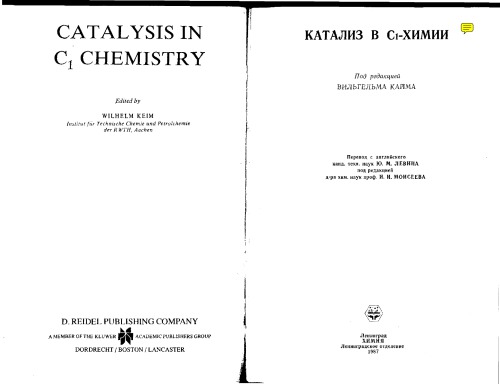 CATALYSIS IN
C₁ CHEMISTRY
Edited by
WILHELM KEIM
Institut für Technische Chemie und Petrolchemie
der RWTH, Aachen
D. REIDEL PUBLISHING COMPANY
A MEMBER OF THE KLUWER ACADEMIC PUBLISHERS GROUP
DORDRECHT / BOSTON / LANCASTER
КАТАЛИЗ В C₁-ХИМИИ
Под редакцией
ВИЛЬГЕЛЬМА КАЙМА
Перевод с английского
канд. техн. наук Ю. М. ЛЕВИНА
под редакцией
д-ра хим. наук проф. И. И. МОИСЕЕВА
Ленинград
ХИМИЯ
Ленинградское отделение
1987